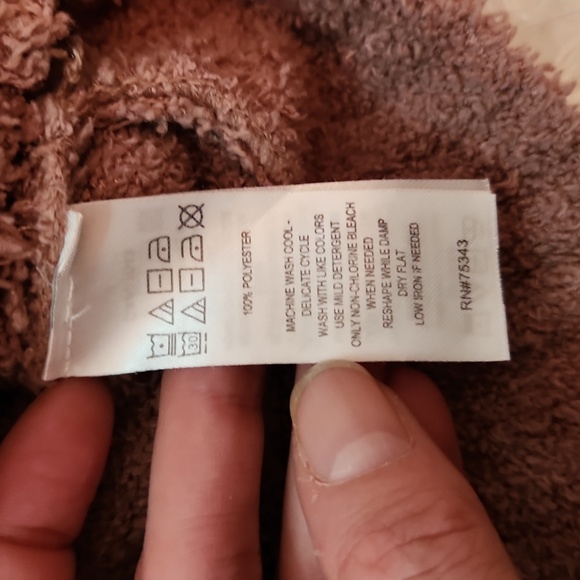 30
100% POLYESTER
MACHINE WASH COOL -
DELICATE CYCLE
WASH WITH LIKE COLORS
USE MILD DETERGENT
ONLY NON-CHLORINE BLEACH
WHEN NEEDED
RESHAPE WHILE DAMP
DRY FLAT
LOW IRON IF NEEDED
RN#75343